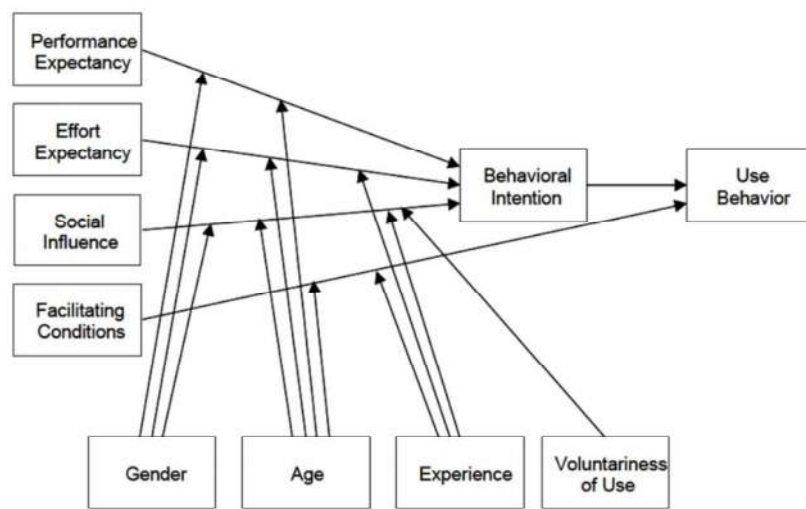 Performance
Expectancy
Effort
Expectancy
Social
Influence
Facilitating
Conditions
Behavioral
Intention
Use
Behavior
Gender
Age
Experience
Voluntariness
of Use